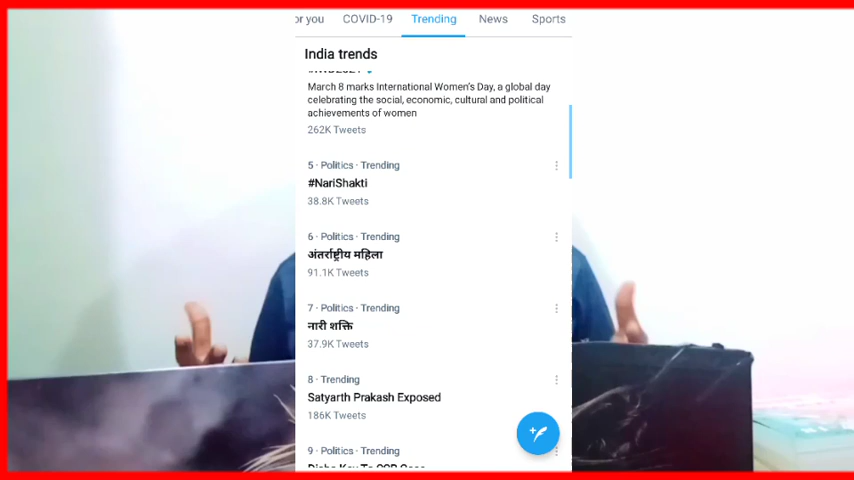 or you COVID-19 Trending News Sports
India trends
March 8 marks International Women's Day, a global day
celebrating the social, economic, cultural and political
achievements of women
262K Tweets
5 · Politics · Trending
#NariShakti
38.8K Tweets
6 · Politics · Trending
अंतर्राष्ट्रीय महिला
91.1K Tweets
7 · Politics · Trending
नारी शक्ति
37.9K Tweets
8 · Trending
Satyarth Prakash Exposed
186K Tweets
9 · Politics · Trending